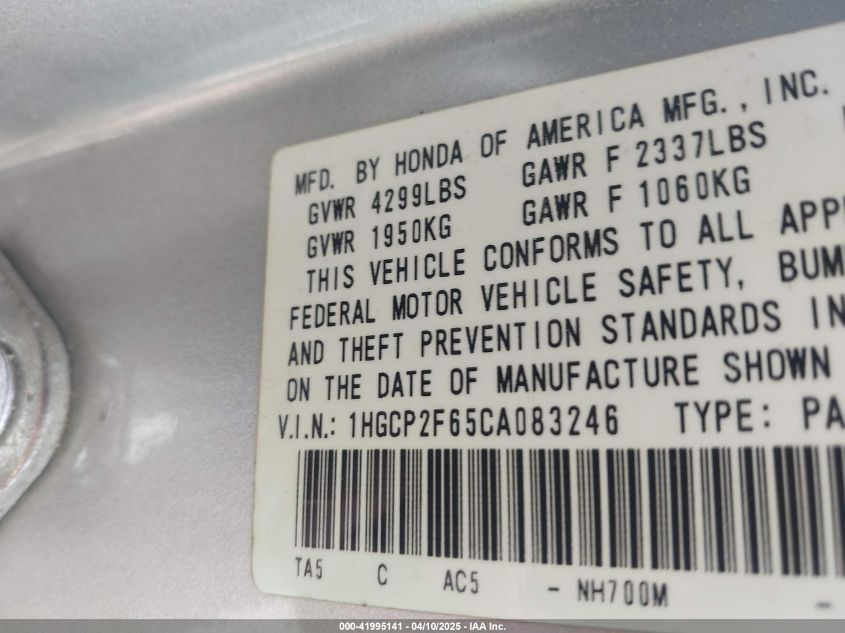 MFD. BY HONDA OF AMERICA MFG., INC.
GVWR 4299LBS GAWR F 2337LBS
GVWR 1950KG GAWR F 1060KG
THIS VEHICLE CONFORMS TO ALL APPL
FEDERAL MOTOR VEHICLE SAFETY, BUM
AND THEFT PREVENTION STANDARDS IN
ON THE DATE OF MANUFACTURE SHOWN
V.I.N.: 1HGCP2F65CA083246 TYPE: PA
TA5 C AC5 - NH700M -
000-41995141 - 04/10/2025 - IAA Inc.